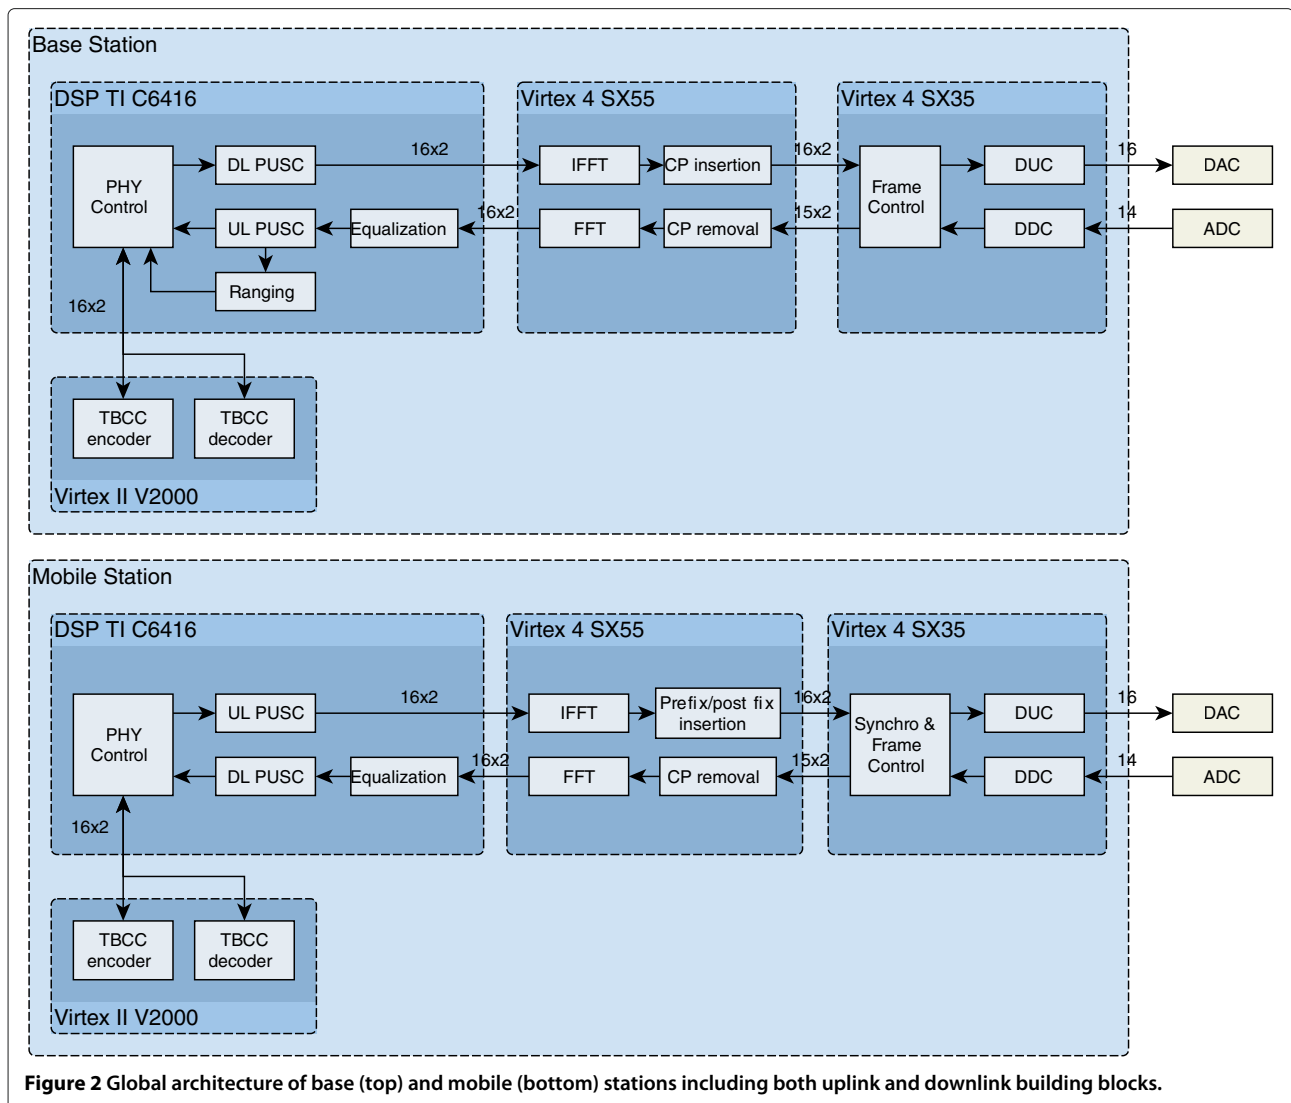 Base Station
DSP TI C6416
Virtex 4 SX55
Virtex 4 SX35
PHY
Control
DL PUSC
16x2
IFFT
CP insertion
16x2
Frame
Control
DUC
16
DAC
UL PUSC
Equalization
16x2
FFT
CP removal
15x2
DDC
14
ADC
Ranging
16x2
TBCC
encoder
TBCC
decoder
Virtex II V2000
Mobile Station
DSP TI C6416
Virtex 4 SX55
Virtex 4 SX35
PHY
Control
UL PUSC
16x2
IFFT
Prefix/post fix
insertion
16x2
Synchro &
Frame
Control
DUC
16
DAC
DL PUSC
Equalization
16x2
FFT
CP removal
15x2
DDC
14
ADC
16x2
TBCC
encoder
TBCC
decoder
Virtex II V2000
Figure 2 Global architecture of base (top) and mobile (bottom) stations including both uplink and downlink building blocks.